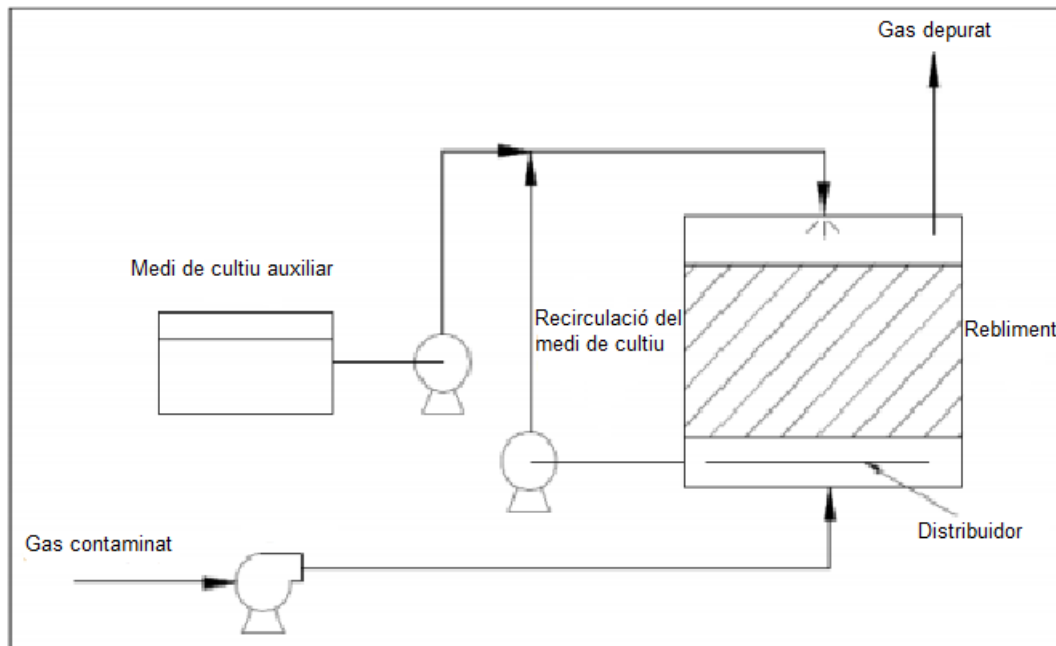 Gas depurat
Medi de cultiu auxiliar
Recirculació del
medi de cultiu
Rebliment
Distribuidor
Gas contaminat